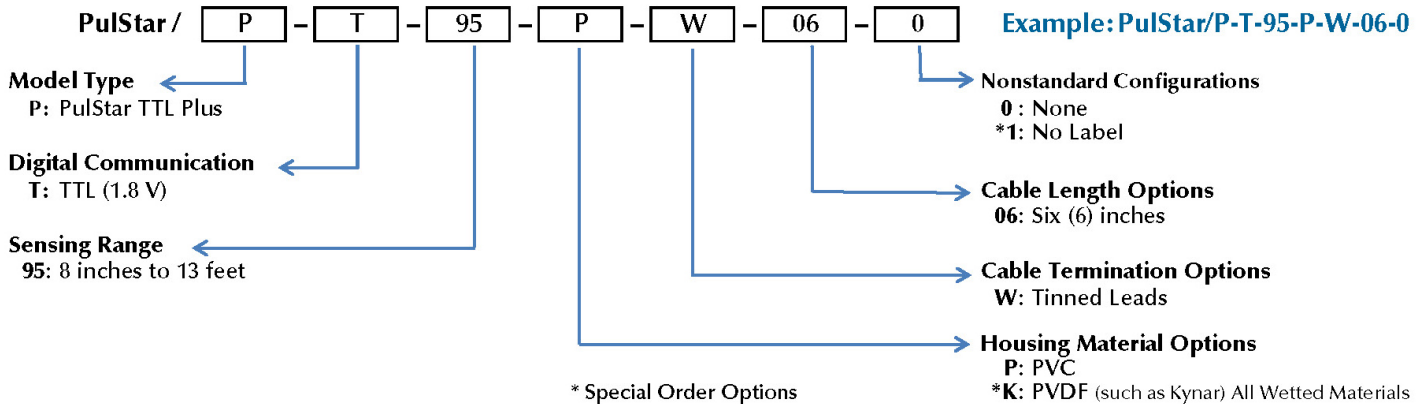 PulStar / P – T – 95 – P – W – 06 – 0 Example: PulStar/P-T-95-P-W-06-0
Model Type
P: PulStar TTL Plus
Digital Communication
T: TTL (1.8 V)
Sensing Range
95: 8 inches to 13 feet
Nonstandard Configurations
0 : None
*1: No Label
Cable Length Options
06: Six (6) inches
Cable Termination Options
W: Tinned Leads
Housing Material Options
P: PVC
*K: PVDF (such as Kynar) All Wetted Materials
* Special Order Options